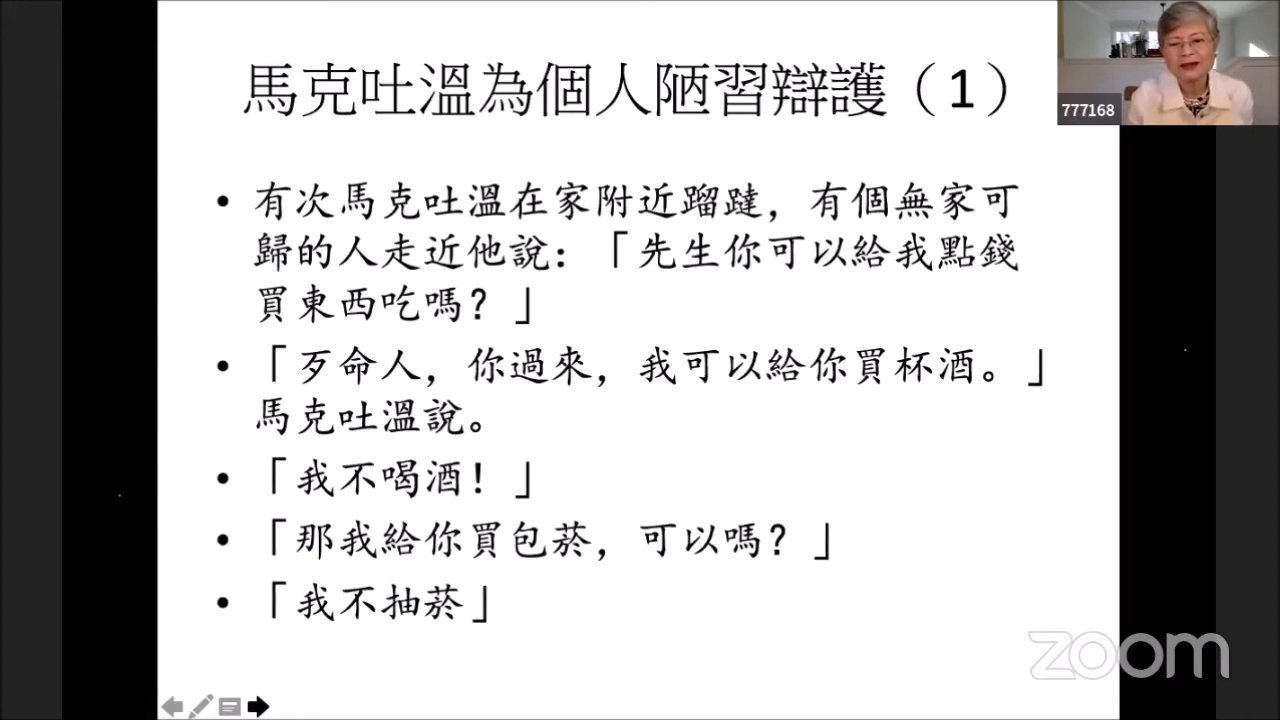 馬克吐溫為個人陋習辯護（1）
777168
• 有次馬克吐溫在家附近蹓躂，有個無家可
歸的人走近他說：「先生你可以給我點錢
買東西吃嗎？」
• 「歹命人，你過來，我可以給你買杯酒。」
馬克吐溫說。
• 「我不喝酒！」
• 「那我給你買包菸，可以嗎？」
• 「我不抽菸」
zoom